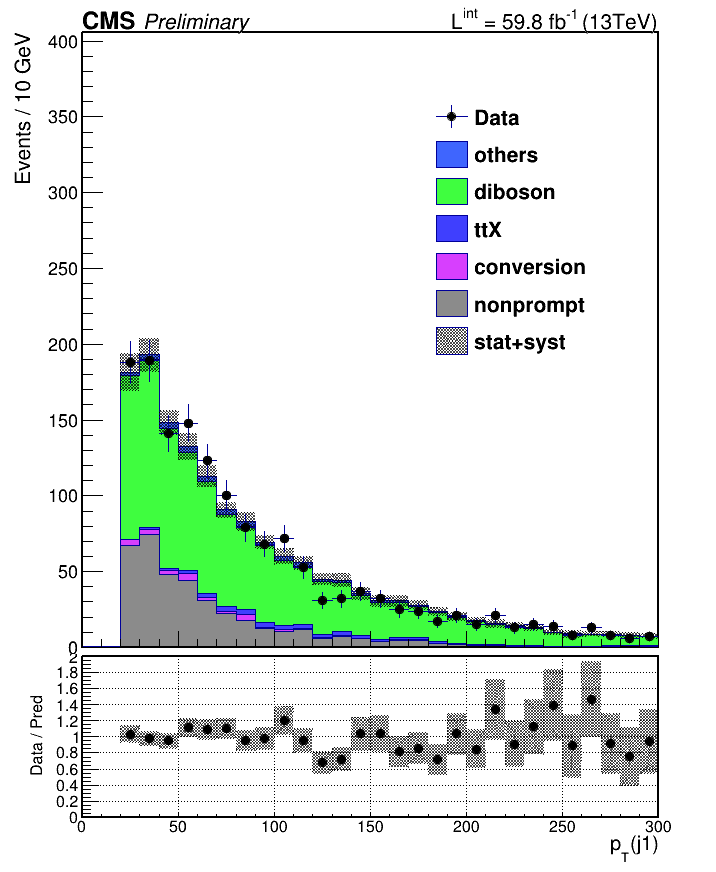 CMS Preliminary L^int = 59.8 fb^-1 (13TeV)
Events / 10 GeV
400
350
300
250
200
150
100
50
0
Data
others
diboson
ttX
conversion
nonprompt
stat+syst
Data / Pred
2
1.8
1.6
1.4
1.2
1
0.8
0.6
0.4
0.2
0
0 50 100 150 200 250 300
p_T(j1)